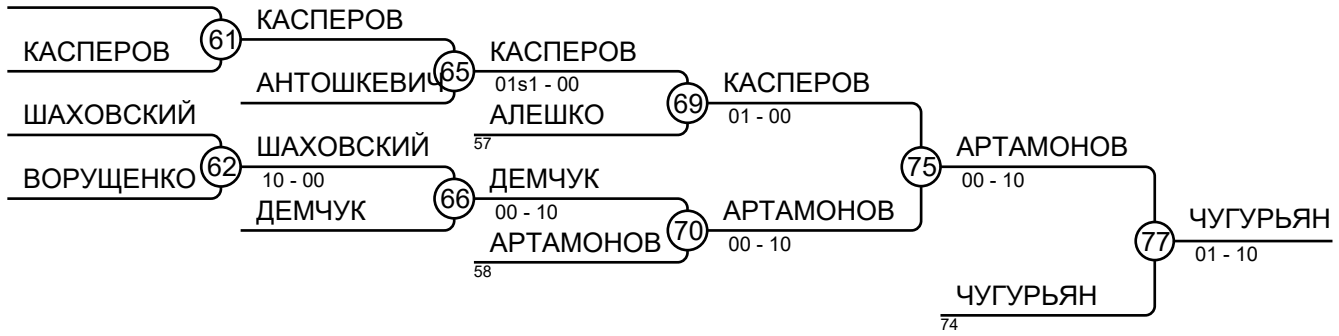 КАСПЕРОВ
61
КАСПЕРОВ
АНТОШКЕВИЧ
65
КАСПЕРОВ
01s1 - 00
АЛЕШКО
57
69
КАСПЕРОВ
01 - 00
ШАХОВСКИЙ
ВОРУЩЕНКО
62
ШАХОВСКИЙ
10 - 00
ДЕМЧУК
66
ДЕМЧУК
00 - 10
АРТАМОНОВ
58
70
АРТАМОНОВ
00 - 10
75
АРТАМОНОВ
00 - 10
ЧУГУРЬЯН
74
77
ЧУГУРЬЯН
01 - 10